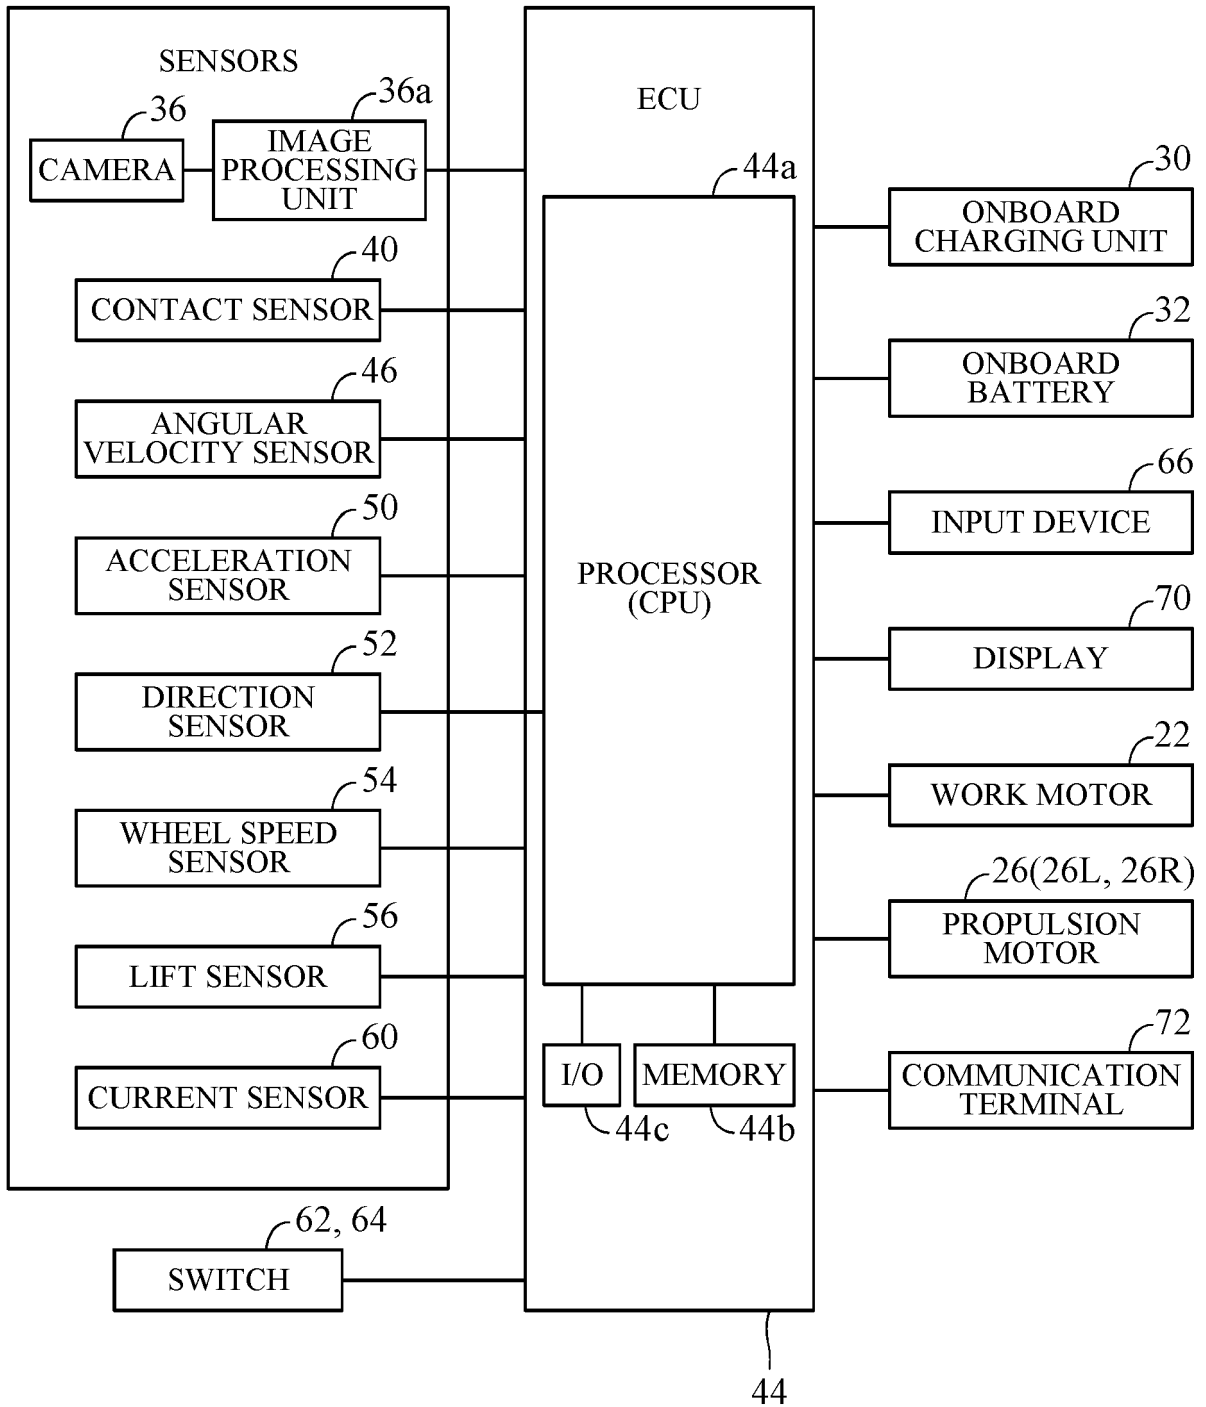 SENSORS
36
CAMERA
36a
IMAGE
PROCESSING
UNIT
40
CONTACT SENSOR
46
ANGULAR
VELOCITY SENSOR
50
ACCELERATION
SENSOR
52
DIRECTION
SENSOR
54
WHEEL SPEED
SENSOR
56
LIFT SENSOR
60
CURRENT SENSOR
62, 64
SWITCH
ECU
44a
PROCESSOR
(CPU)
I/O
44c
MEMORY
44b
44
30
ONBOARD
CHARGING UNIT
32
ONBOARD
BATTERY
66
INPUT DEVICE
70
DISPLAY
22
WORK MOTOR
26(26L, 26R)
PROPULSION
MOTOR
72
COMMUNICATION
TERMINAL